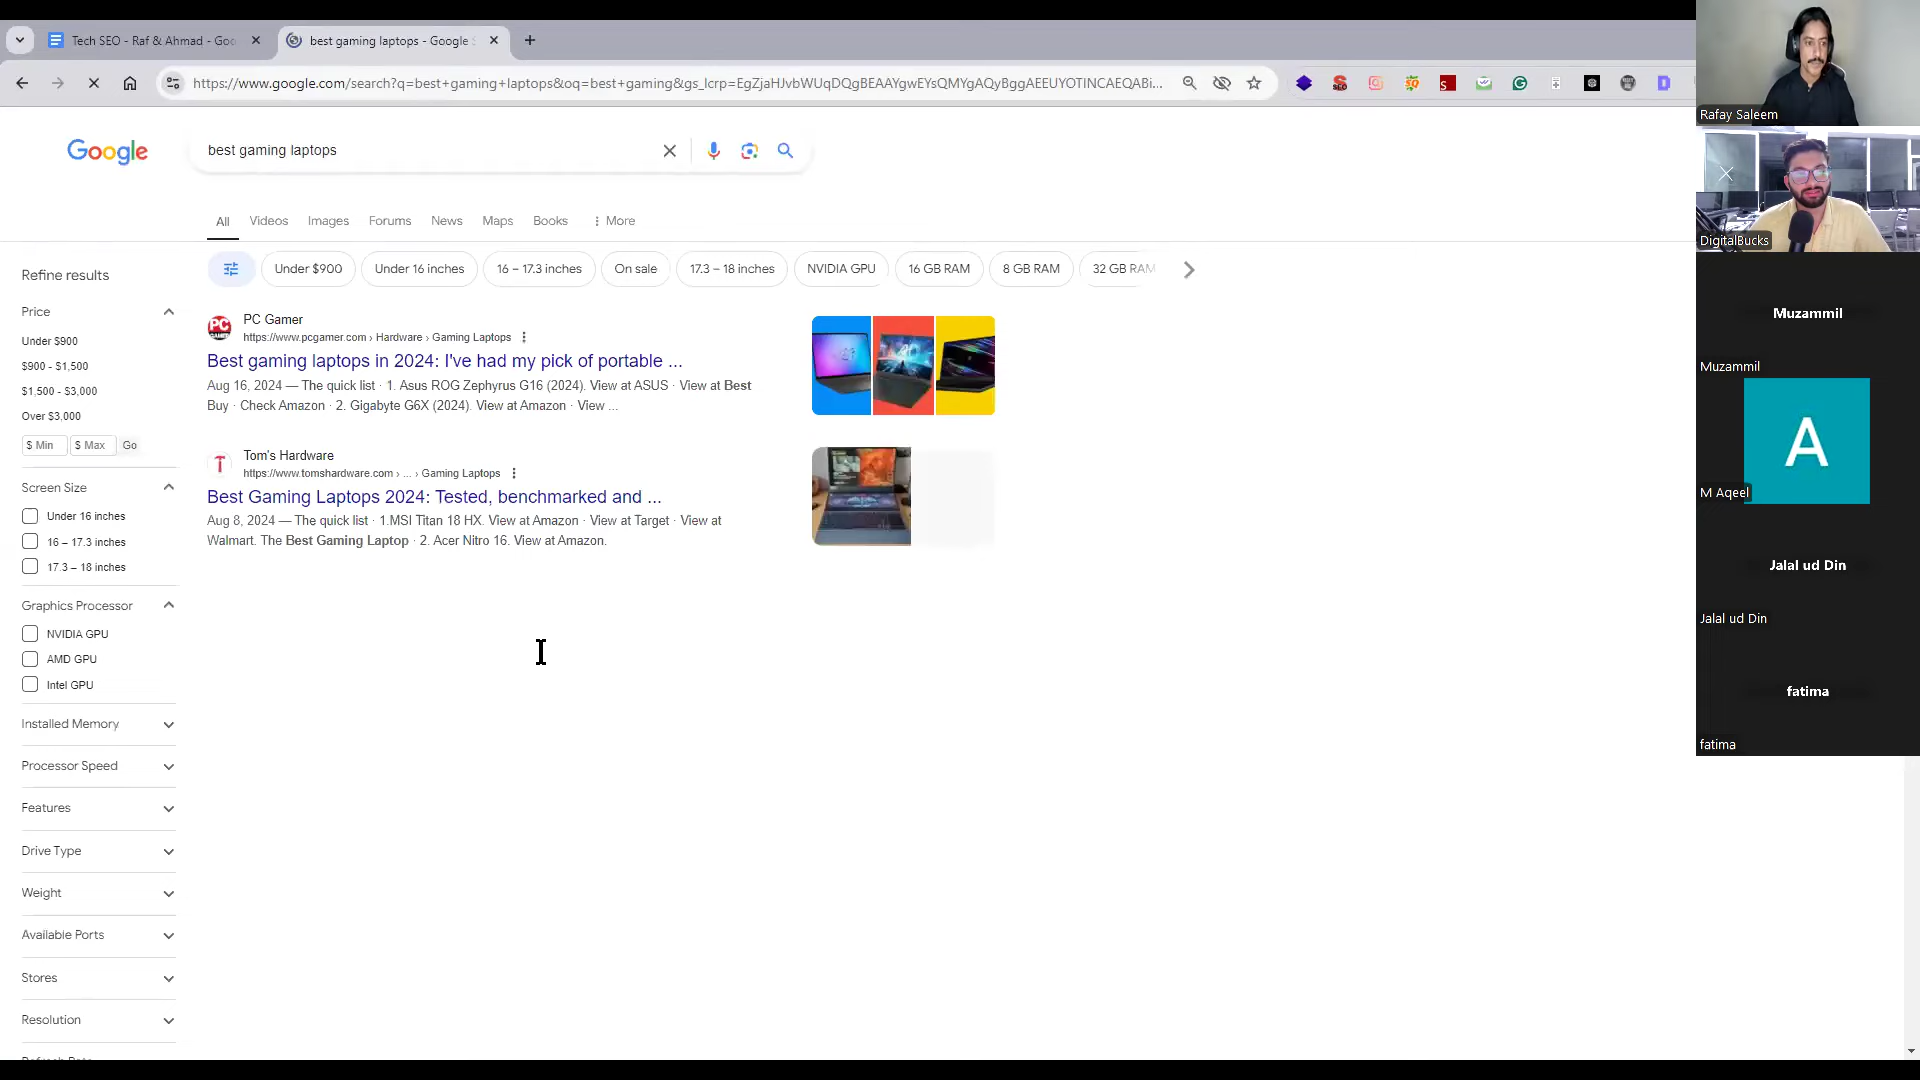 Tech SEO - Raf & Ahmad - Goo
best gaming laptops - Google S
https://www.google.com/search?q=best+gaming+laptops&oq=best+gaming&gs_lcrp=EgZjaHJvbWUqDQgBEAAYgwEYsQMYgAQyBggAEEUYOTINCAEQABi...
Google
best gaming laptops
All
Videos
Images
Forums
News
Maps
Books
More
Under $900
Under 16 inches
16 – 17.3 inches
On sale
17.3 – 18 inches
NVIDIA GPU
16 GB RAM
8 GB RAM
32 GB RAM
Refine results
Price
Under $900
$900 - $1,500
$1,500 - $3,000
Over $3,000
$ Min
$ Max
Go
Screen Size
Under 16 inches
16 – 17.3 inches
17.3 – 18 inches
Graphics Processor
NVIDIA GPU
AMD GPU
Intel GPU
Installed Memory
Processor Speed
Features
Drive Type
Weight
Available Ports
Stores
Resolution
PC Gamer
https://www.pcgamer.com › Hardware › Gaming Laptops
Best gaming laptops in 2024: I've had my pick of portable ...
Aug 16, 2024 — The quick list · 1. Asus ROG Zephyrus G16 (2024). View at ASUS · View at Best
Buy · Check Amazon · 2. Gigabyte G6X (2024). View at Amazon · View ...
Tom's Hardware
https://www.tomshardware.com › ... › Gaming Laptops
Best Gaming Laptops 2024: Tested, benchmarked and ...
Aug 8, 2024 — The quick list · 1.MSI Titan 18 HX. View at Amazon · View at Target · View at
Walmart. The Best Gaming Laptop · 2. Acer Nitro 16. View at Amazon.
Rafay Saleem
DigitalBucks
Muzammil
Muzammil
A
M Aqeel
Jalal ud Din
Jalal ud Din
fatima
fatima